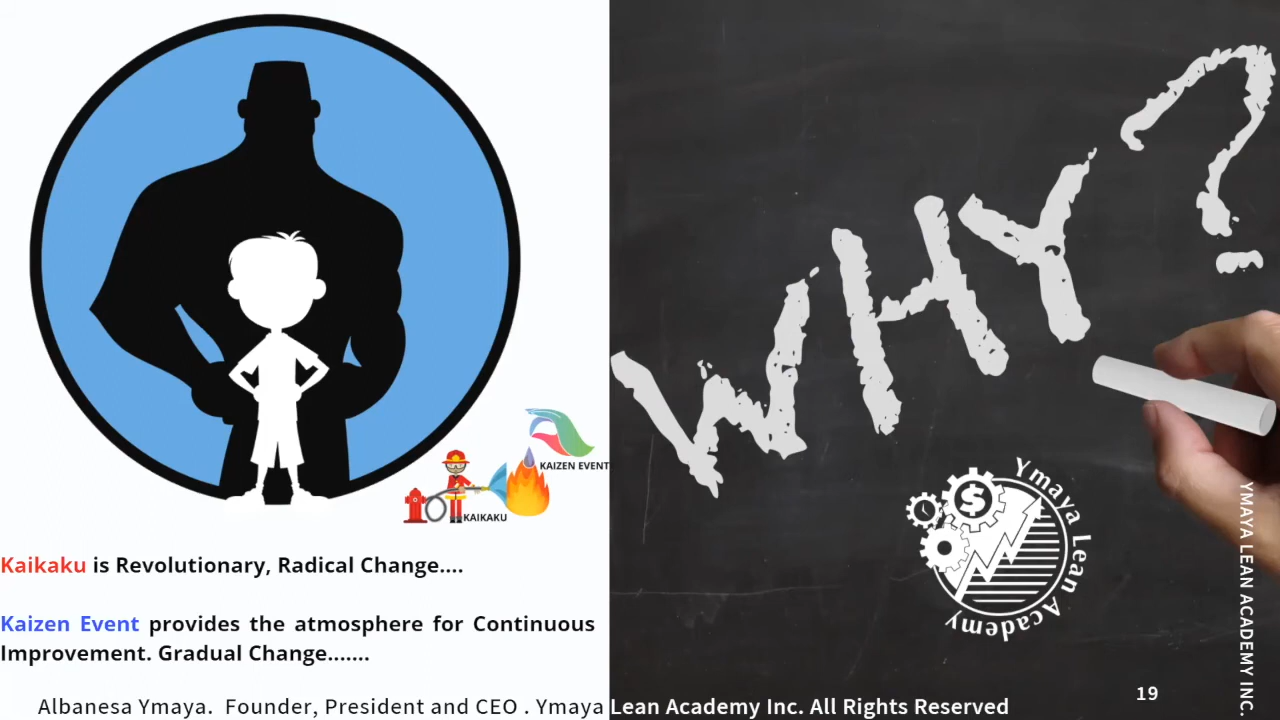 WHY?
KAIZEN EVENT
KAIKAKU
Kaikaku is Revolutionary, Radical Change....
Kaizen Event provides the atmosphere for Continuous
Improvement. Gradual Change.......
Ymaya Lean Academy
$
YMAYA LEAN ACADEMY INC.
19
Albanesa Ymaya. Founder, President and CEO . Ymaya Lean Academy Inc. All Rights Reserved